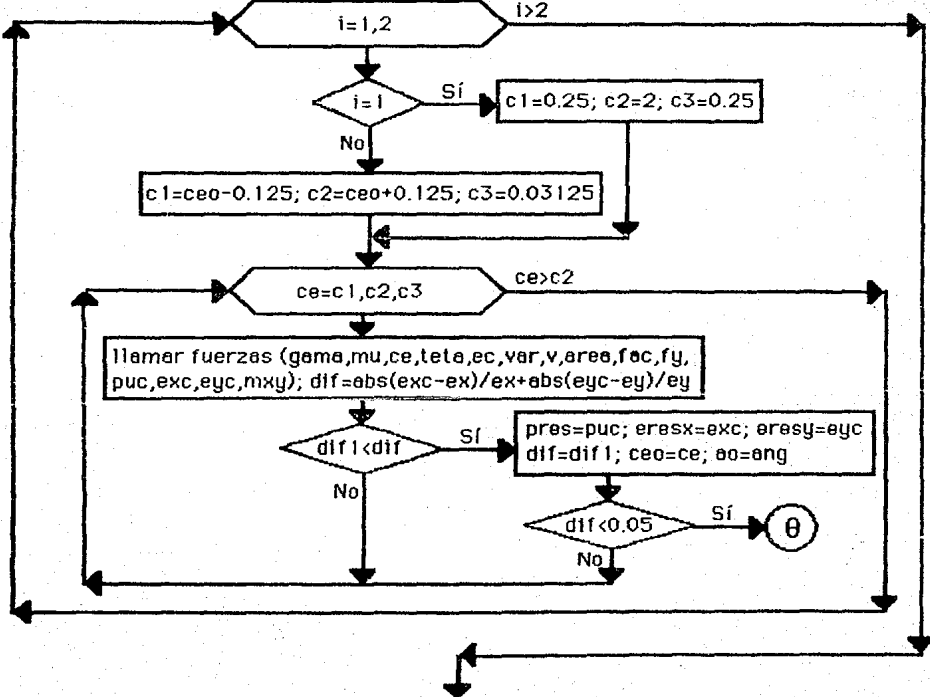 i>2
i=1,2
i=1
Sí
c1=0.25; c2=2; c3=0.25
No
c1=ceo-0.125; c2=ceo+0.125; c3=0.03125
ce=c1,c2,c3
ce>c2
llamar fuerzas (gama,mu,ce,teta,ec,var,v,area,fac,fy,
puc,exc,eyc,mxy); dif=abs(exc-ex)/ex+abs(eyc-ey)/ey
dif1<dif
Sí
pres=puc; eresx=exc; eresy=eyc
dif=dif1; ceo=ce; ao=ang
No
dif<0.05
Sí
θ
No